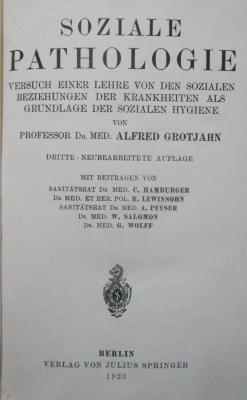 SOZIALE
PATHOLOGIE
VERSUCH EINER LEHRE VON DEN SOZIALEN
BEZIEHUNGEN DER KRANKHEITEN ALS
GRUNDLAGE DER SOZIALEN HYGIENE
VON
PROFESSOR DR. MED. ALFRED GROTJAHN
DRITTE · NEUBEARBEITETE AUFLAGE
MIT BEITRÄGEN VON
SANITÄTSRAT DR. MED. C. HAMBURGER
DR. MED. ET RER. POL. R. LEWINSOHN
SANITÄTSRAT DR. MED. A. PEYSER
DR. MED. W. SALOMON
DR. MED. G. WOLFF
BERLIN
VERLAG VON JULIUS SPRINGER
1923